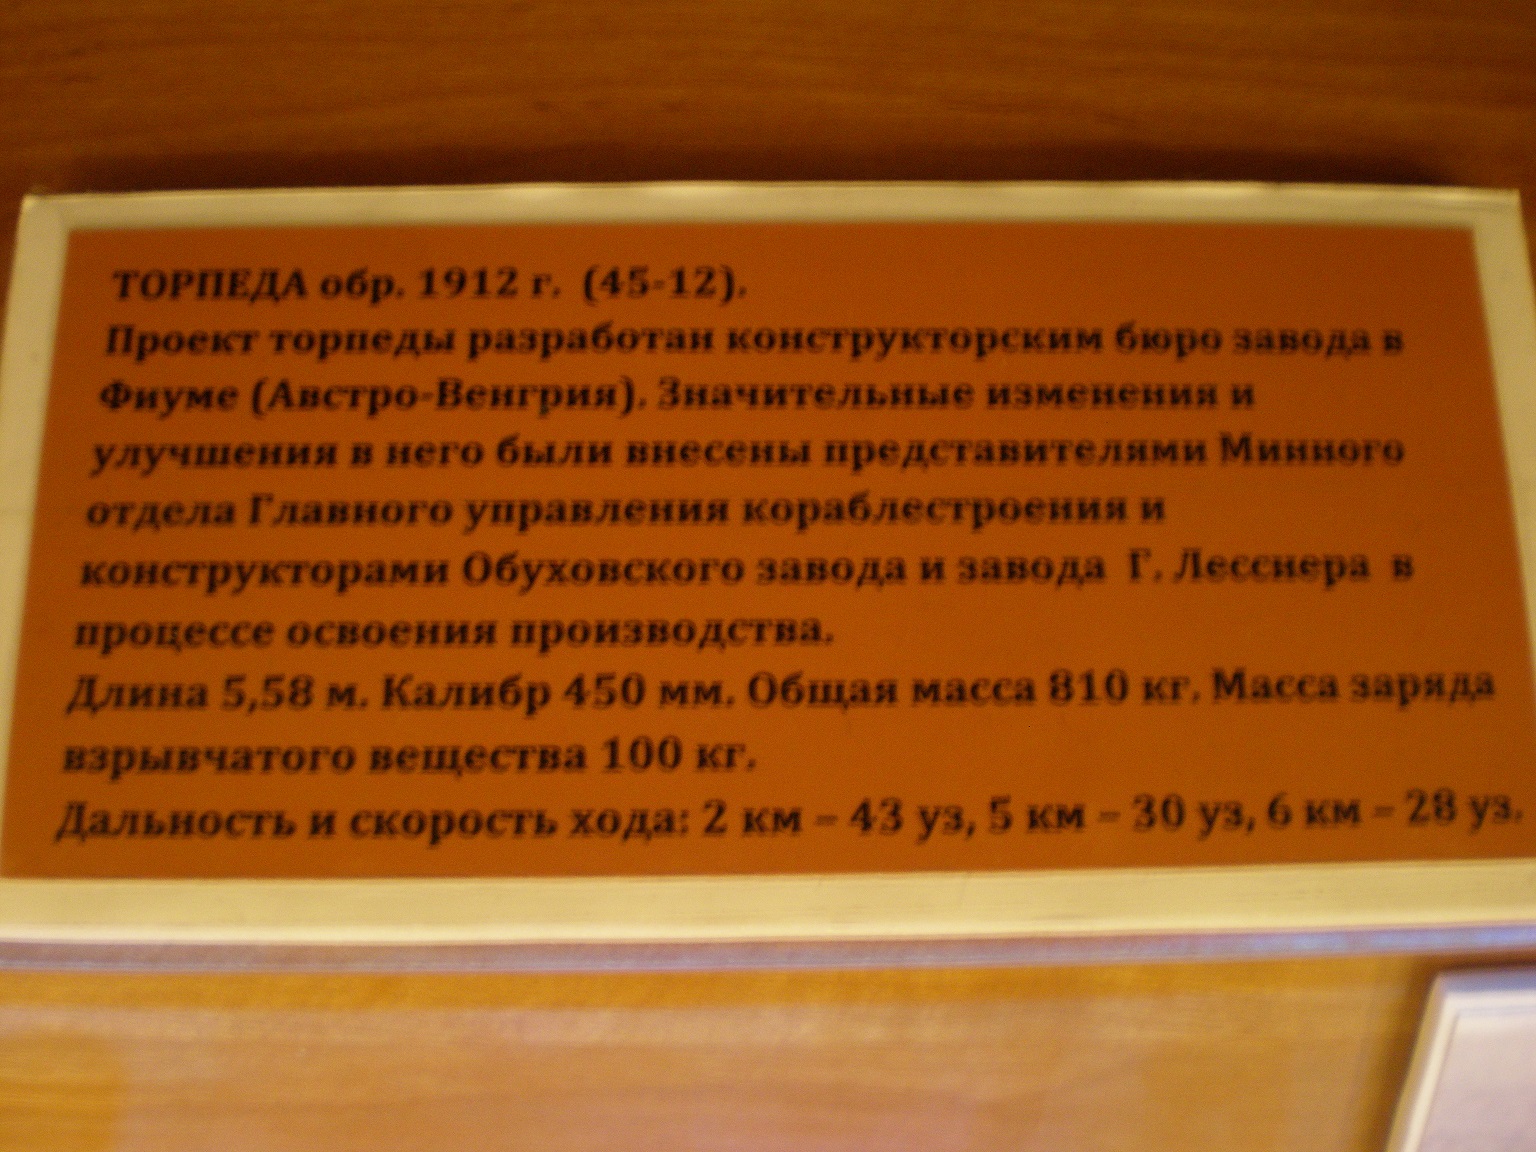 ТОРПЕДА обр. 1912 г. (45-12).
Проект торпеды разработан конструкторским бюро завода в
Фиуме (Австро-Венгрия). Значительные изменения и
улучшения в него были внесены представителями Минного
отдела Главного управления кораблестроения и
конструкторами Обуховского завода и завода Г. Лесснера в
процессе освоения производства.
Длина 5,58 м. Калибр 450 мм. Общая масса 810 кг. Масса заряда
взрывчатого вещества 100 кг.
Дальность и скорость хода: 2 км – 43 уз, 5 км – 30 уз, 6 км – 28 уз.